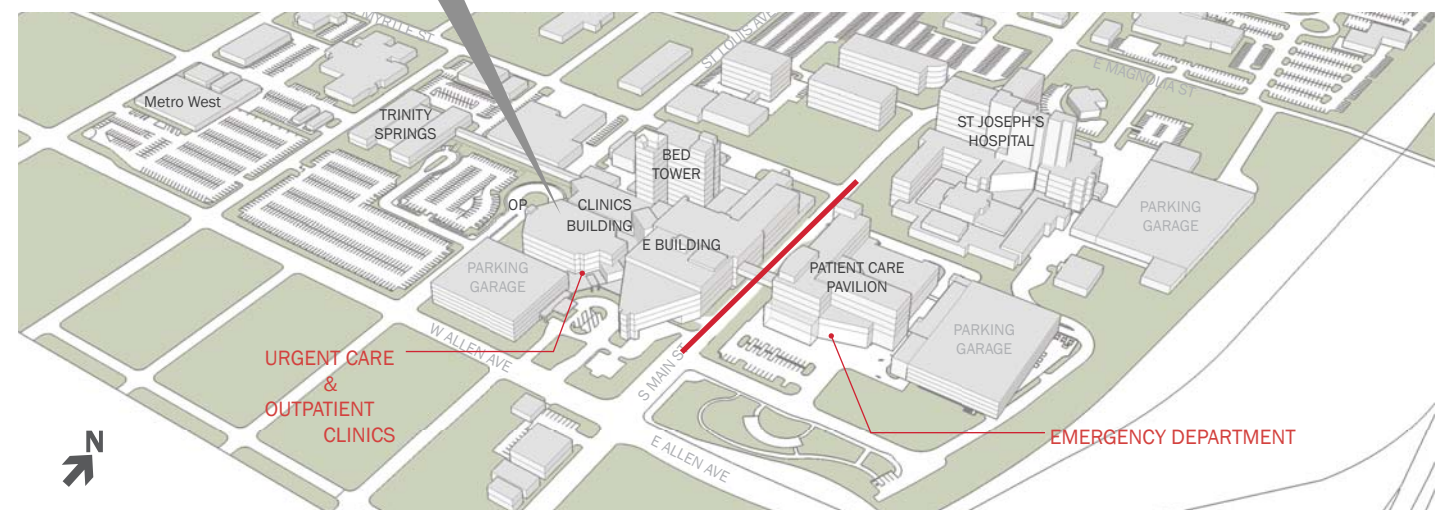 MYRTLE ST
ST LOUIS AVE
E MAGNOLIA ST
Metro West
TRINITY
SPRINGS
ST JOSEPH'S
HOSPITAL
BED
TOWER
OP
CLINICS
BUILDING
PARKING
GARAGE
E BUILDING
PARKING
GARAGE
PATIENT CARE
PAVILION
PARKING
GARAGE
W ALLEN AVE
URGENT CARE
&
OUTPATIENT
CLINICS
S MAIN ST
E ALLEN AVE
EMERGENCY DEPARTMENT
N